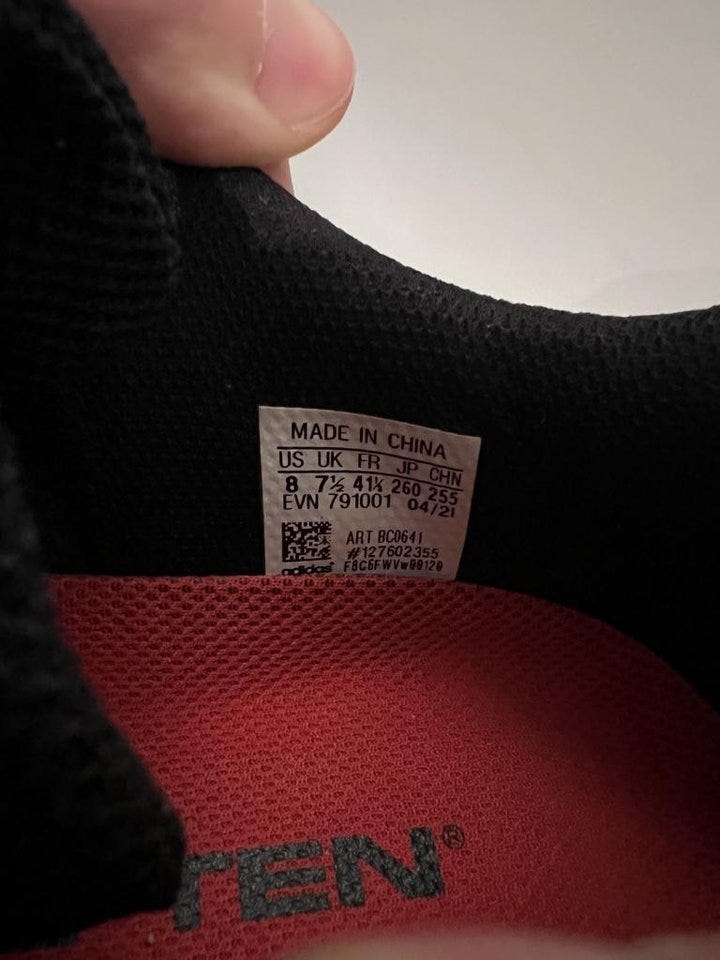 MADE IN CHINA
US UK FR JP CHN
8 7½ 41⅓ 260 255
EVN 791001 04/21
ART BC0641
#127602355
adidas F8C6FWVw00120
TEN®